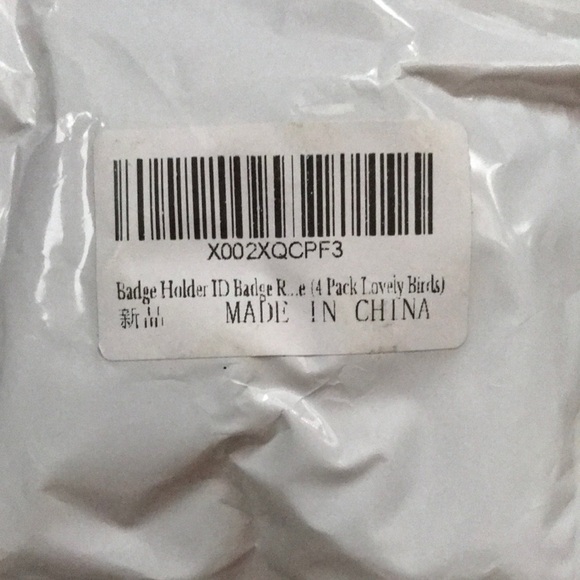 X002XQCPF3
Badge Holder ID Badge R...e (4 Pack Lovely Birds)
新品 MADE IN CHINA